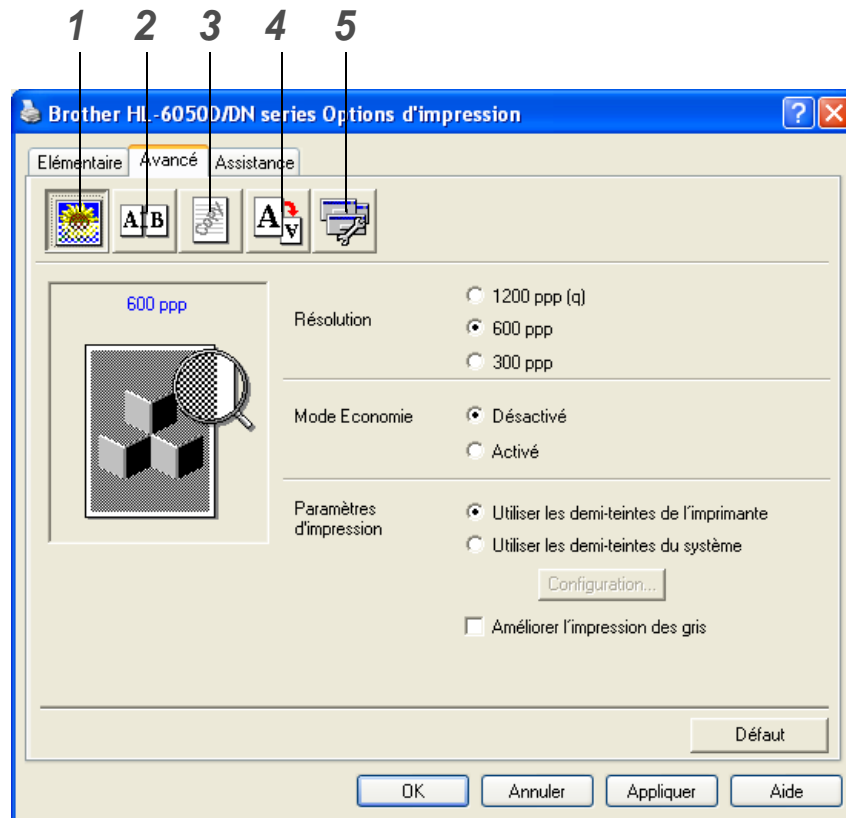 1 2 3 4 5
Brother HL-6050D/DN series Options d'impression
Elémentaire Avancé Assistance
A B COPY A A
600 ppp
Résolution
1200 ppp (q)
600 ppp
300 ppp
Mode Economie
Désactivé
Activé
Paramètres
d'impression
Utiliser les demi-teintes de l'imprimante
Utiliser les demi-teintes du système
Configuration...
Améliorer l'impression des gris
Défaut
OK Annuler Appliquer Aide